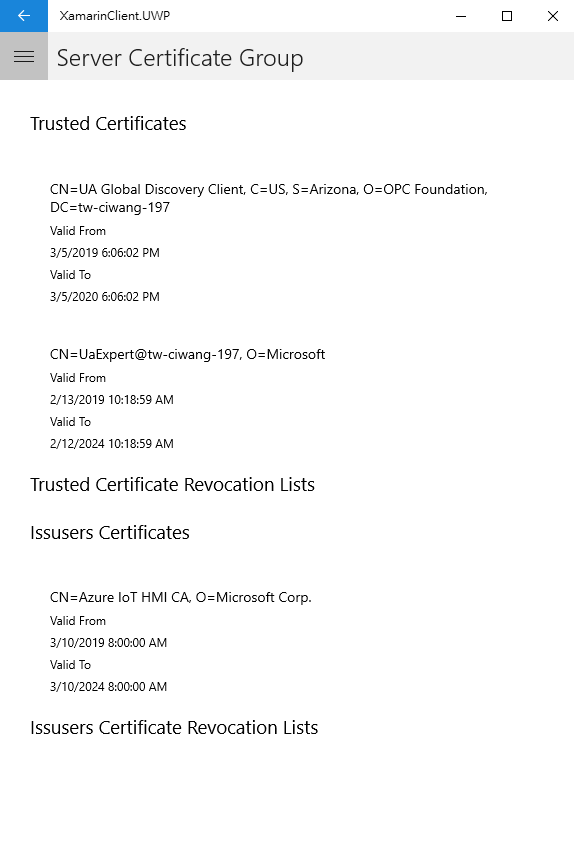 XamarinClient.UWP
Server Certificate Group
Trusted Certificates
CN=UA Global Discovery Client, C=US, S=Arizona, O=OPC Foundation,
DC=tw-ciwang-197
Valid From
3/5/2019 6:06:02 PM
Valid To
3/5/2020 6:06:02 PM
CN=UaExpert@tw-ciwang-197, O=Microsoft
Valid From
2/13/2019 10:18:59 AM
Valid To
2/12/2024 10:18:59 AM
Trusted Certificate Revocation Lists
Issusers Certificates
CN=Azure IoT HMI CA, O=Microsoft Corp.
Valid From
3/10/2019 8:00:00 AM
Valid To
3/10/2024 8:00:00 AM
Issusers Certificate Revocation Lists